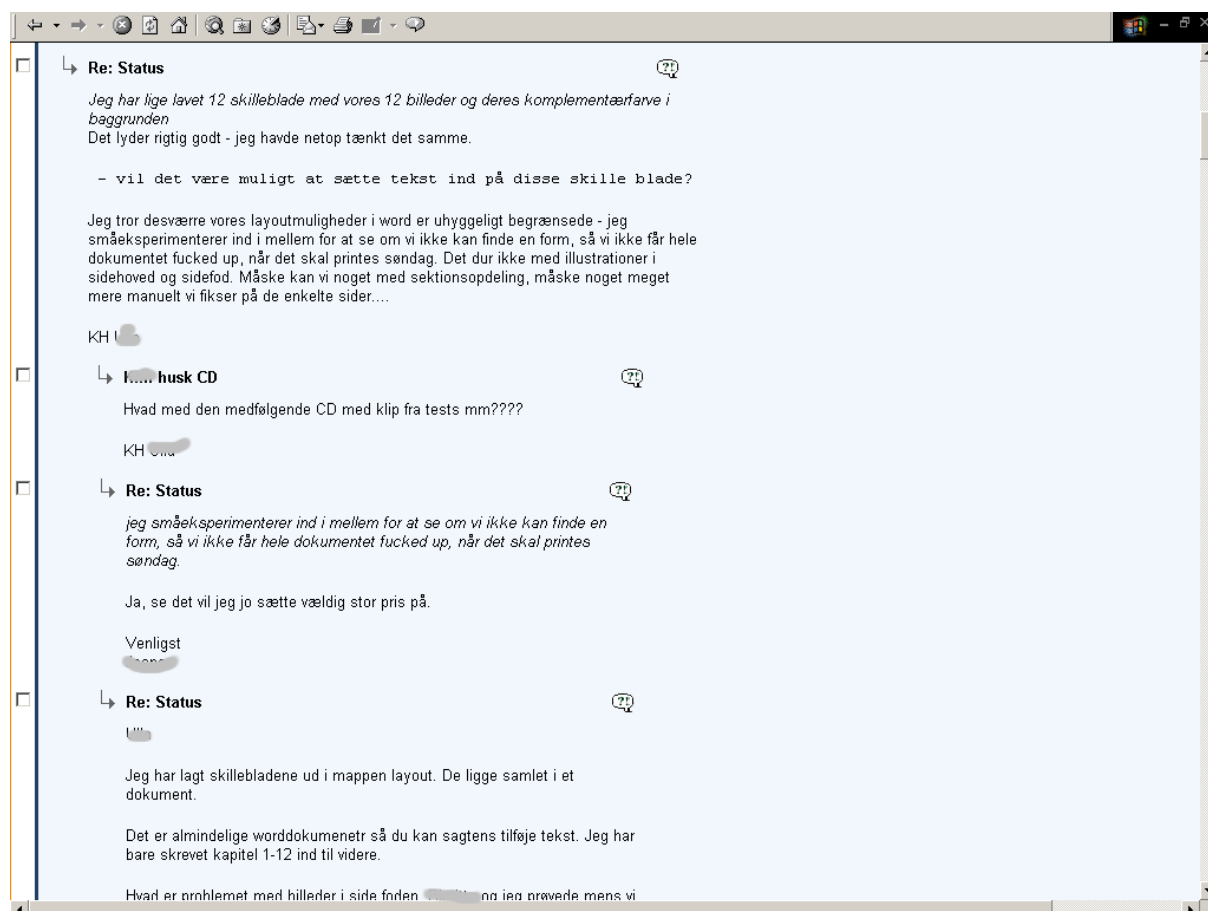 Re: Status
Jeg har lige lavet 12 skilleblade med vores 12 billeder og deres komplementærfarve i
baggrunden
Det lyder rigtig godt - jeg havde netop tænkt det samme.
- vil det være muligt at sætte tekst ind på disse skille blade?
Jeg tror desværre vores layoutmuligheder i word er uhyggeligt begrænsede - jeg
småeksperimenterer ind i mellem for at se om vi ikke kan finde en form, så vi ikke får hele
dokumentet fucked up, når det skal printes søndag. Det dur ikke med illustrationer i
sidehoved og sidefod. Måske kan vi noget med sektionsopdeling, måske noget meget
mere manuelt vi fikser på de enkelte sider....
KH
husk CD
Hvad med den medfølgende CD med klip fra tests mm????
KH
Re: Status
jeg småeksperimenterer ind i mellem for at se om vi ikke kan finde en
form, så vi ikke får hele dokumentet fucked up, når det skal printes
søndag.
Ja, se det vil jeg jo sætte vældig stor pris på.
Venligst
Re: Status
Jeg har lagt skillebladene ud i mappen layout. De ligge samlet i et
dokument.
Det er almindelige worddokumenetr så du kan sagtens tilføje tekst. Jeg har
bare skrevet kapitel 1-12 ind til videre.
Hvad er problemet med billeder i side foden og jeg prøvede mens vi